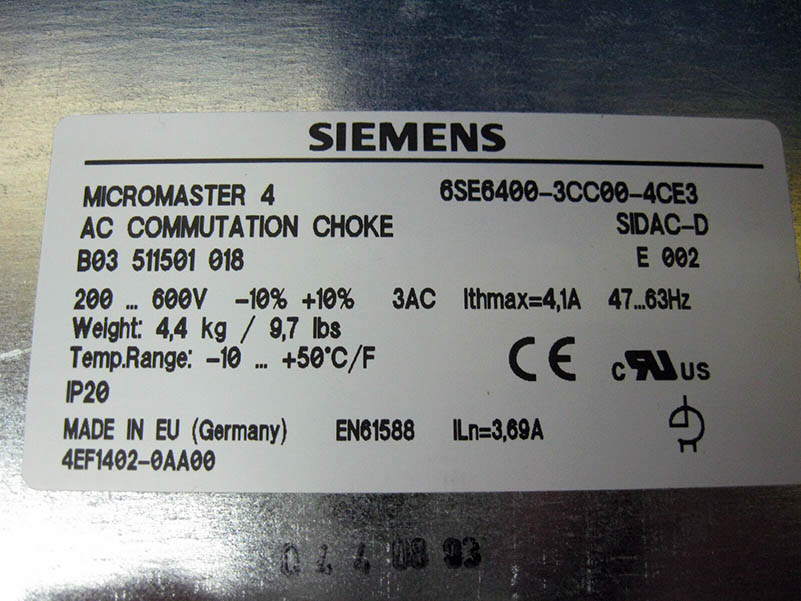 SIEMENS
MICROMASTER 4 6SE6400-3CC00-4CE3
AC COMMUTATION CHOKE SIDAC-D
B03 511501 018 E 002
200 ... 600V -10% +10% 3AC Ithmax=4,1A 47...63Hz
Weight: 4,4 kg / 9,7 lbs
Temp.Range: -10 ... +50°C/F
CE c RU US
IP20
MADE IN EU (Germany) EN61588 ILn=3,69A
4EF1402-0AA00